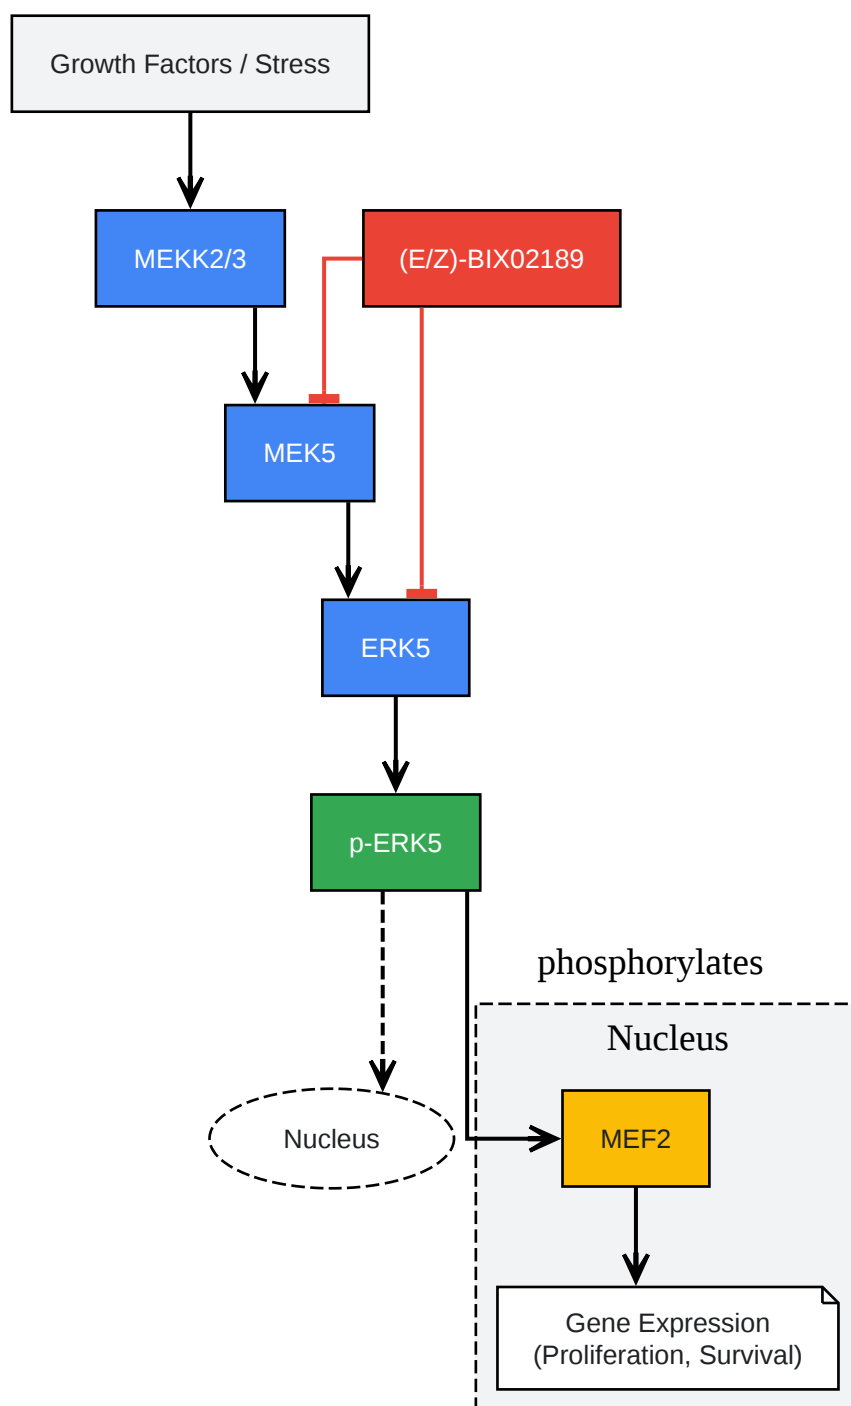 Growth Factors / Stress
MEKK2/3
(E/Z)-BIX02189
MEK5
ERK5
p-ERK5
phosphorylates
Nucleus
Nucleus
MEF2
Gene Expression
(Proliferation, Survival)